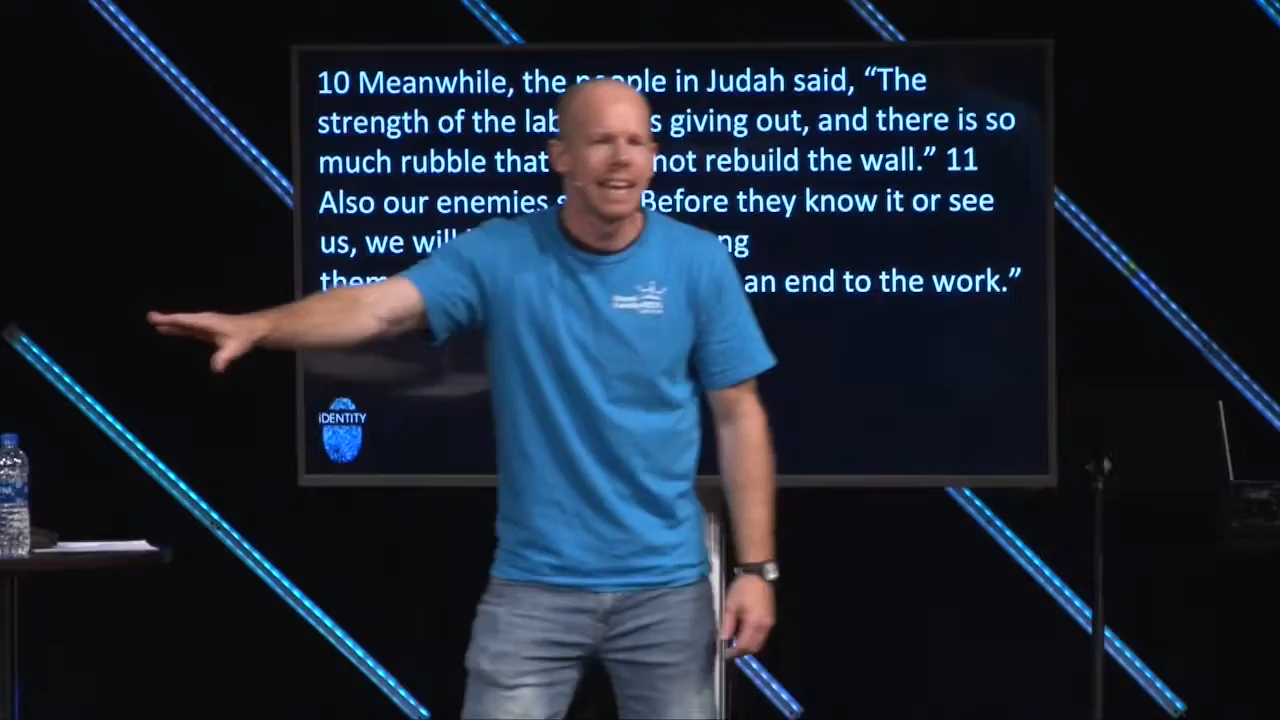 10 Meanwhile, the people in Judah said, “The
strength of the lab s giving out, and there is so
much rubble that not rebuild the wall.” 11
Also our enemies s Before they know it or see
us, we will ng
them an end to the work.”
iDENTITY